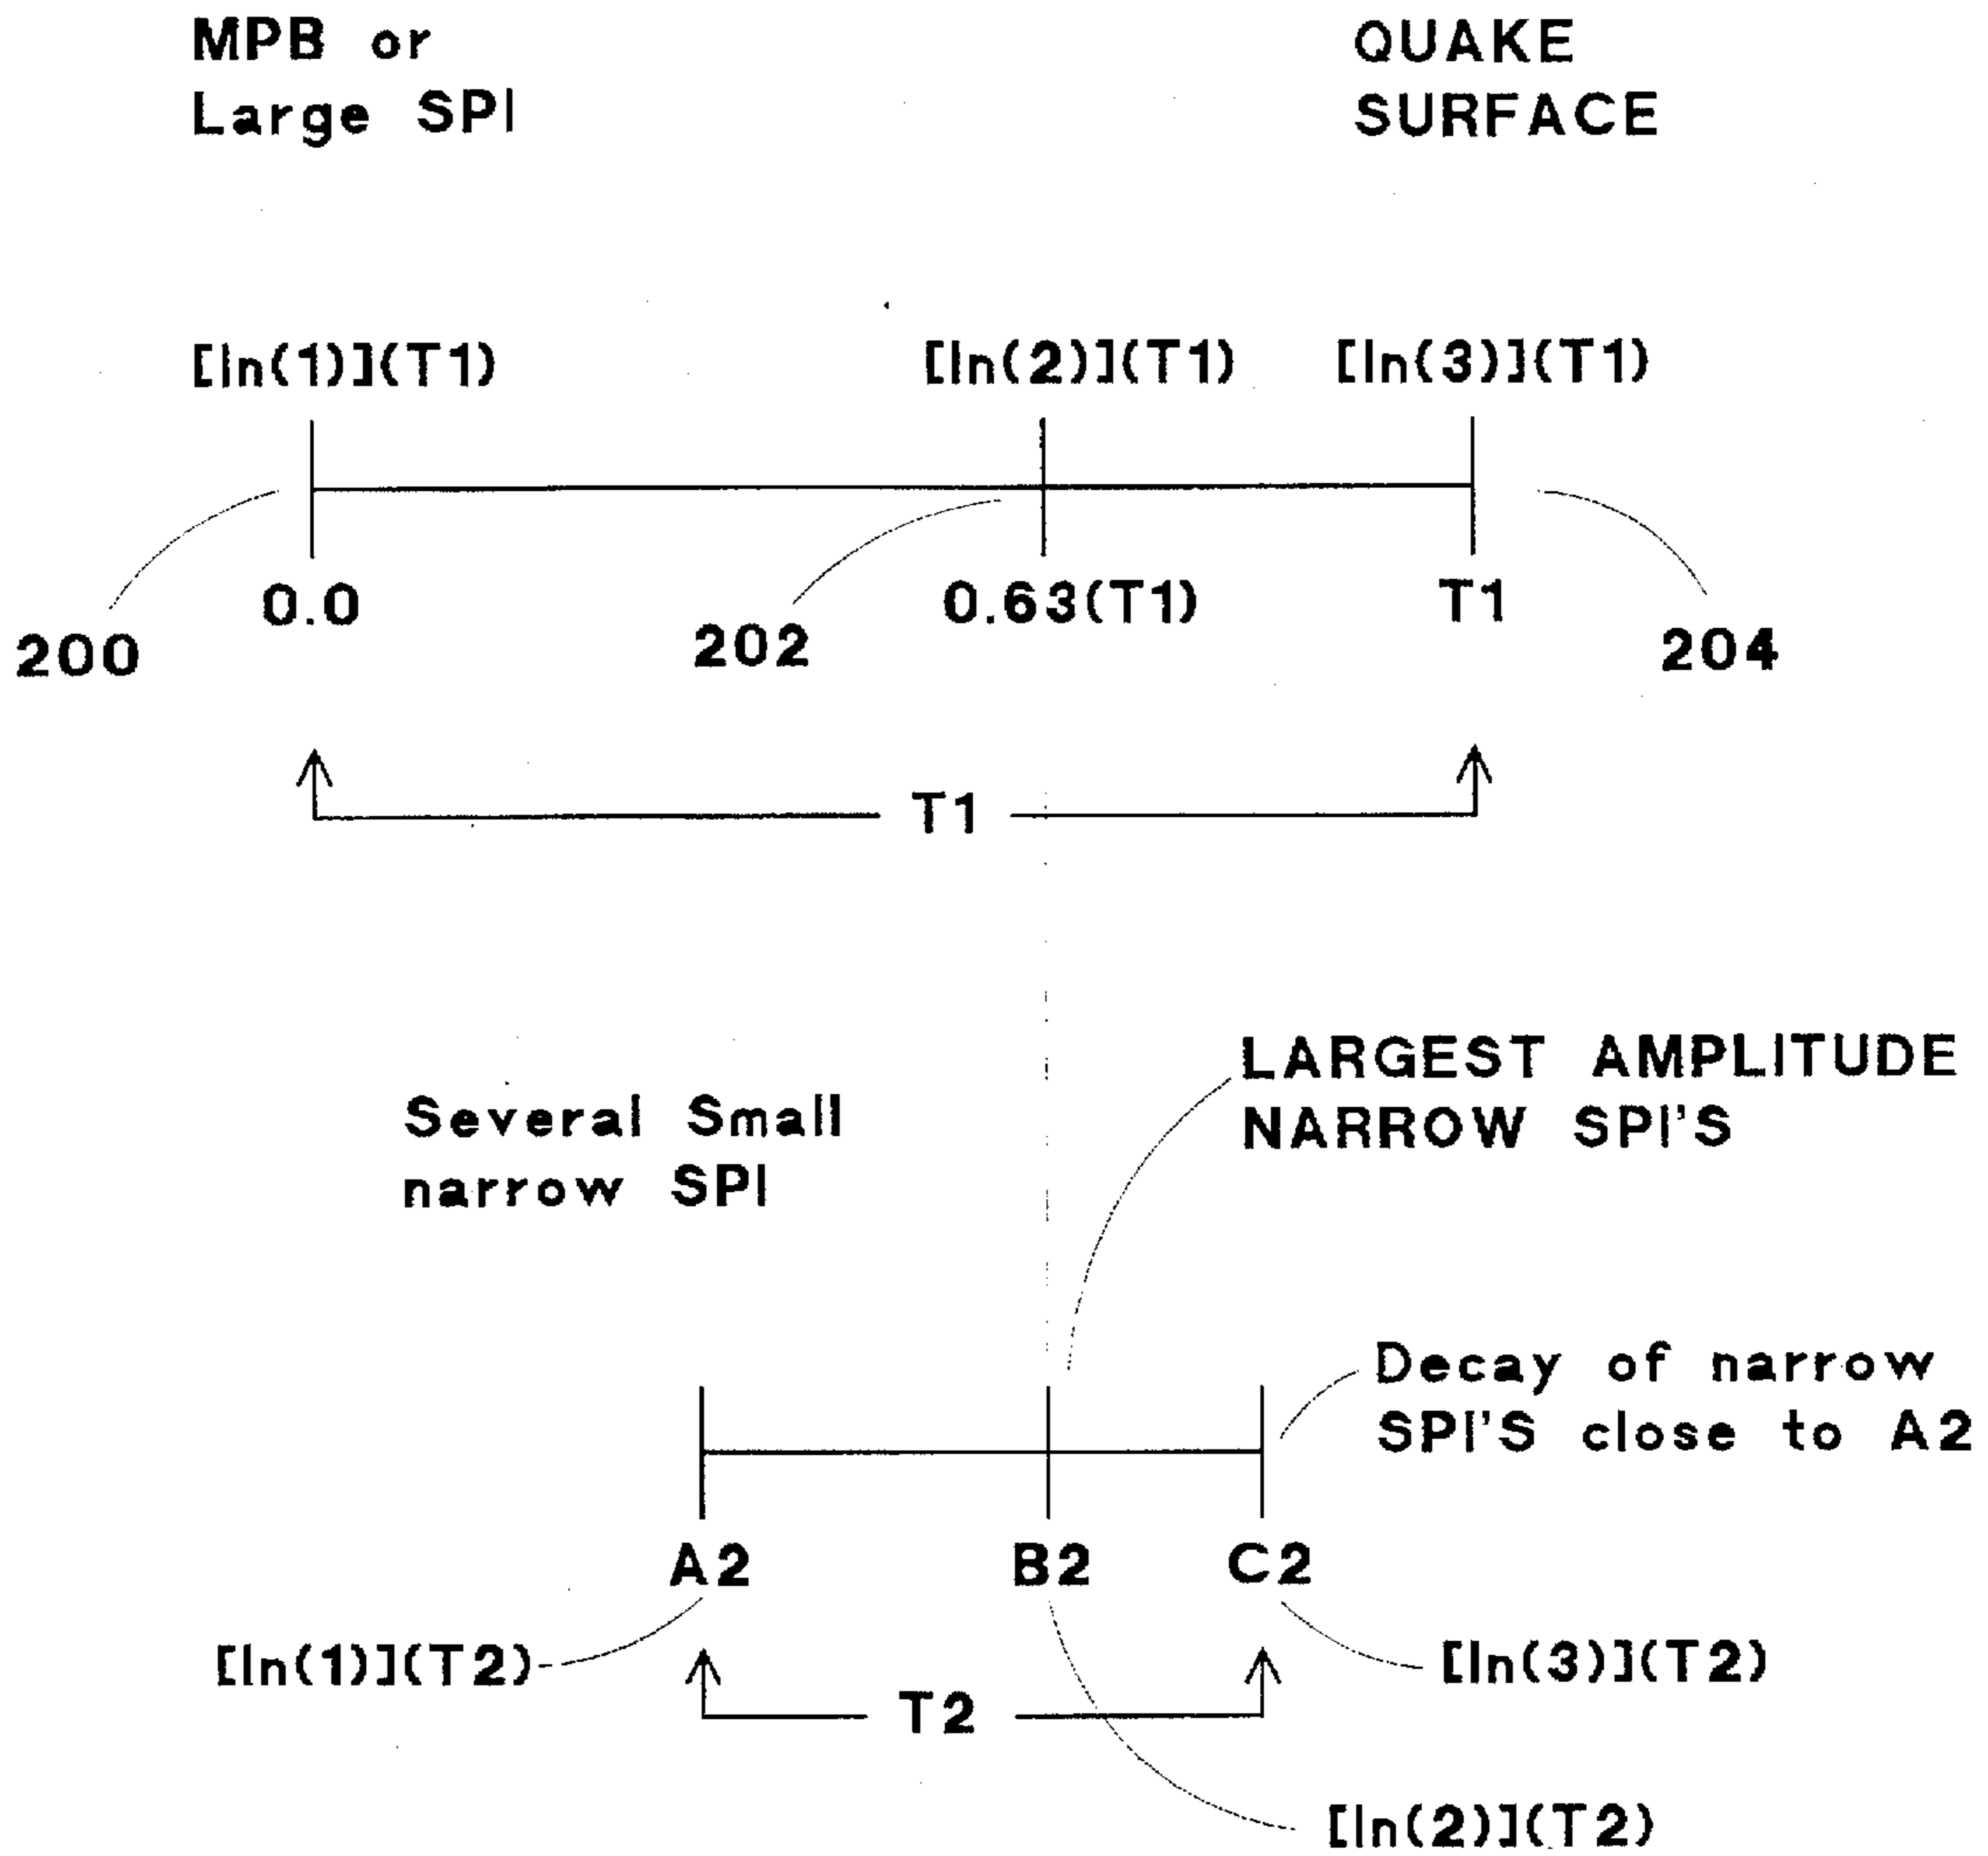 MPB or
Large SPI
QUAKE
SURFACE
[ln(1)](T1)
[ln(2)](T1)
[ln(3)](T1)
0.0
0.63(T1)
T1
200
202
204
T1
LARGEST AMPLITUDE
NARROW SPI'S
Several Small
narrow SPI
Decay of narrow
SPI'S close to A2
A2
B2
C2
[ln(1)](T2)
[ln(3)](T2)
T2
[ln(2)](T2)